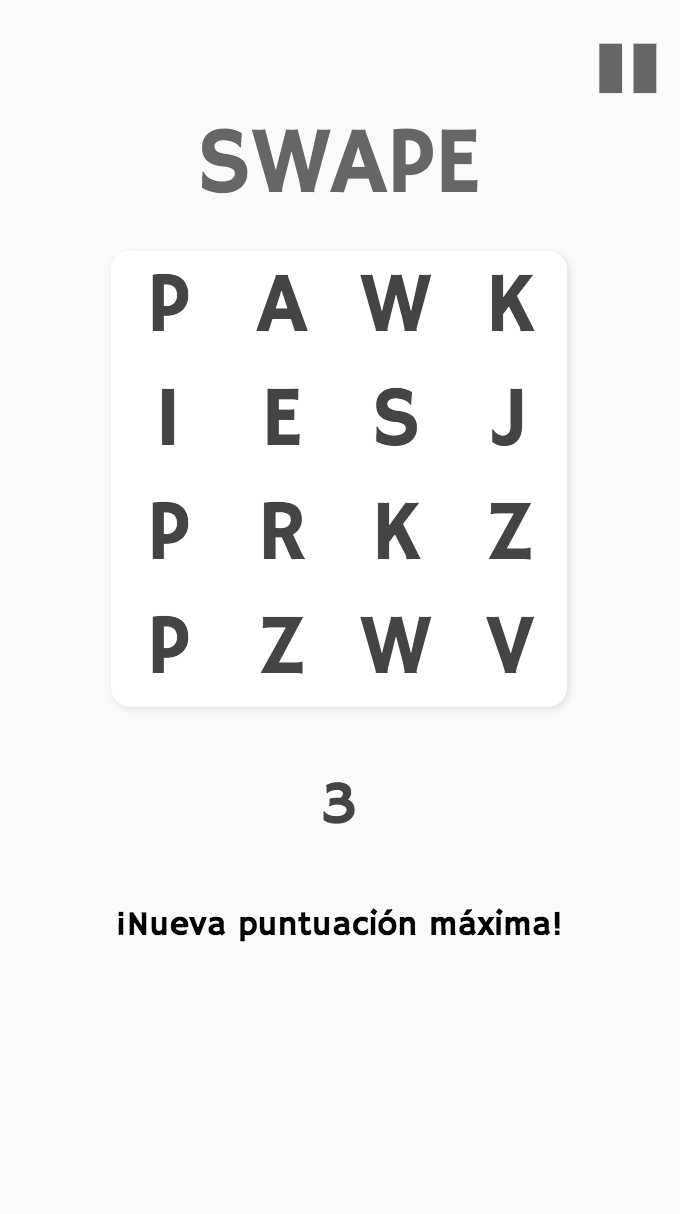 SWAPE
P A W K
I E S J
P R K Z
P Z W V
3
¡Nueva puntuación máxima!